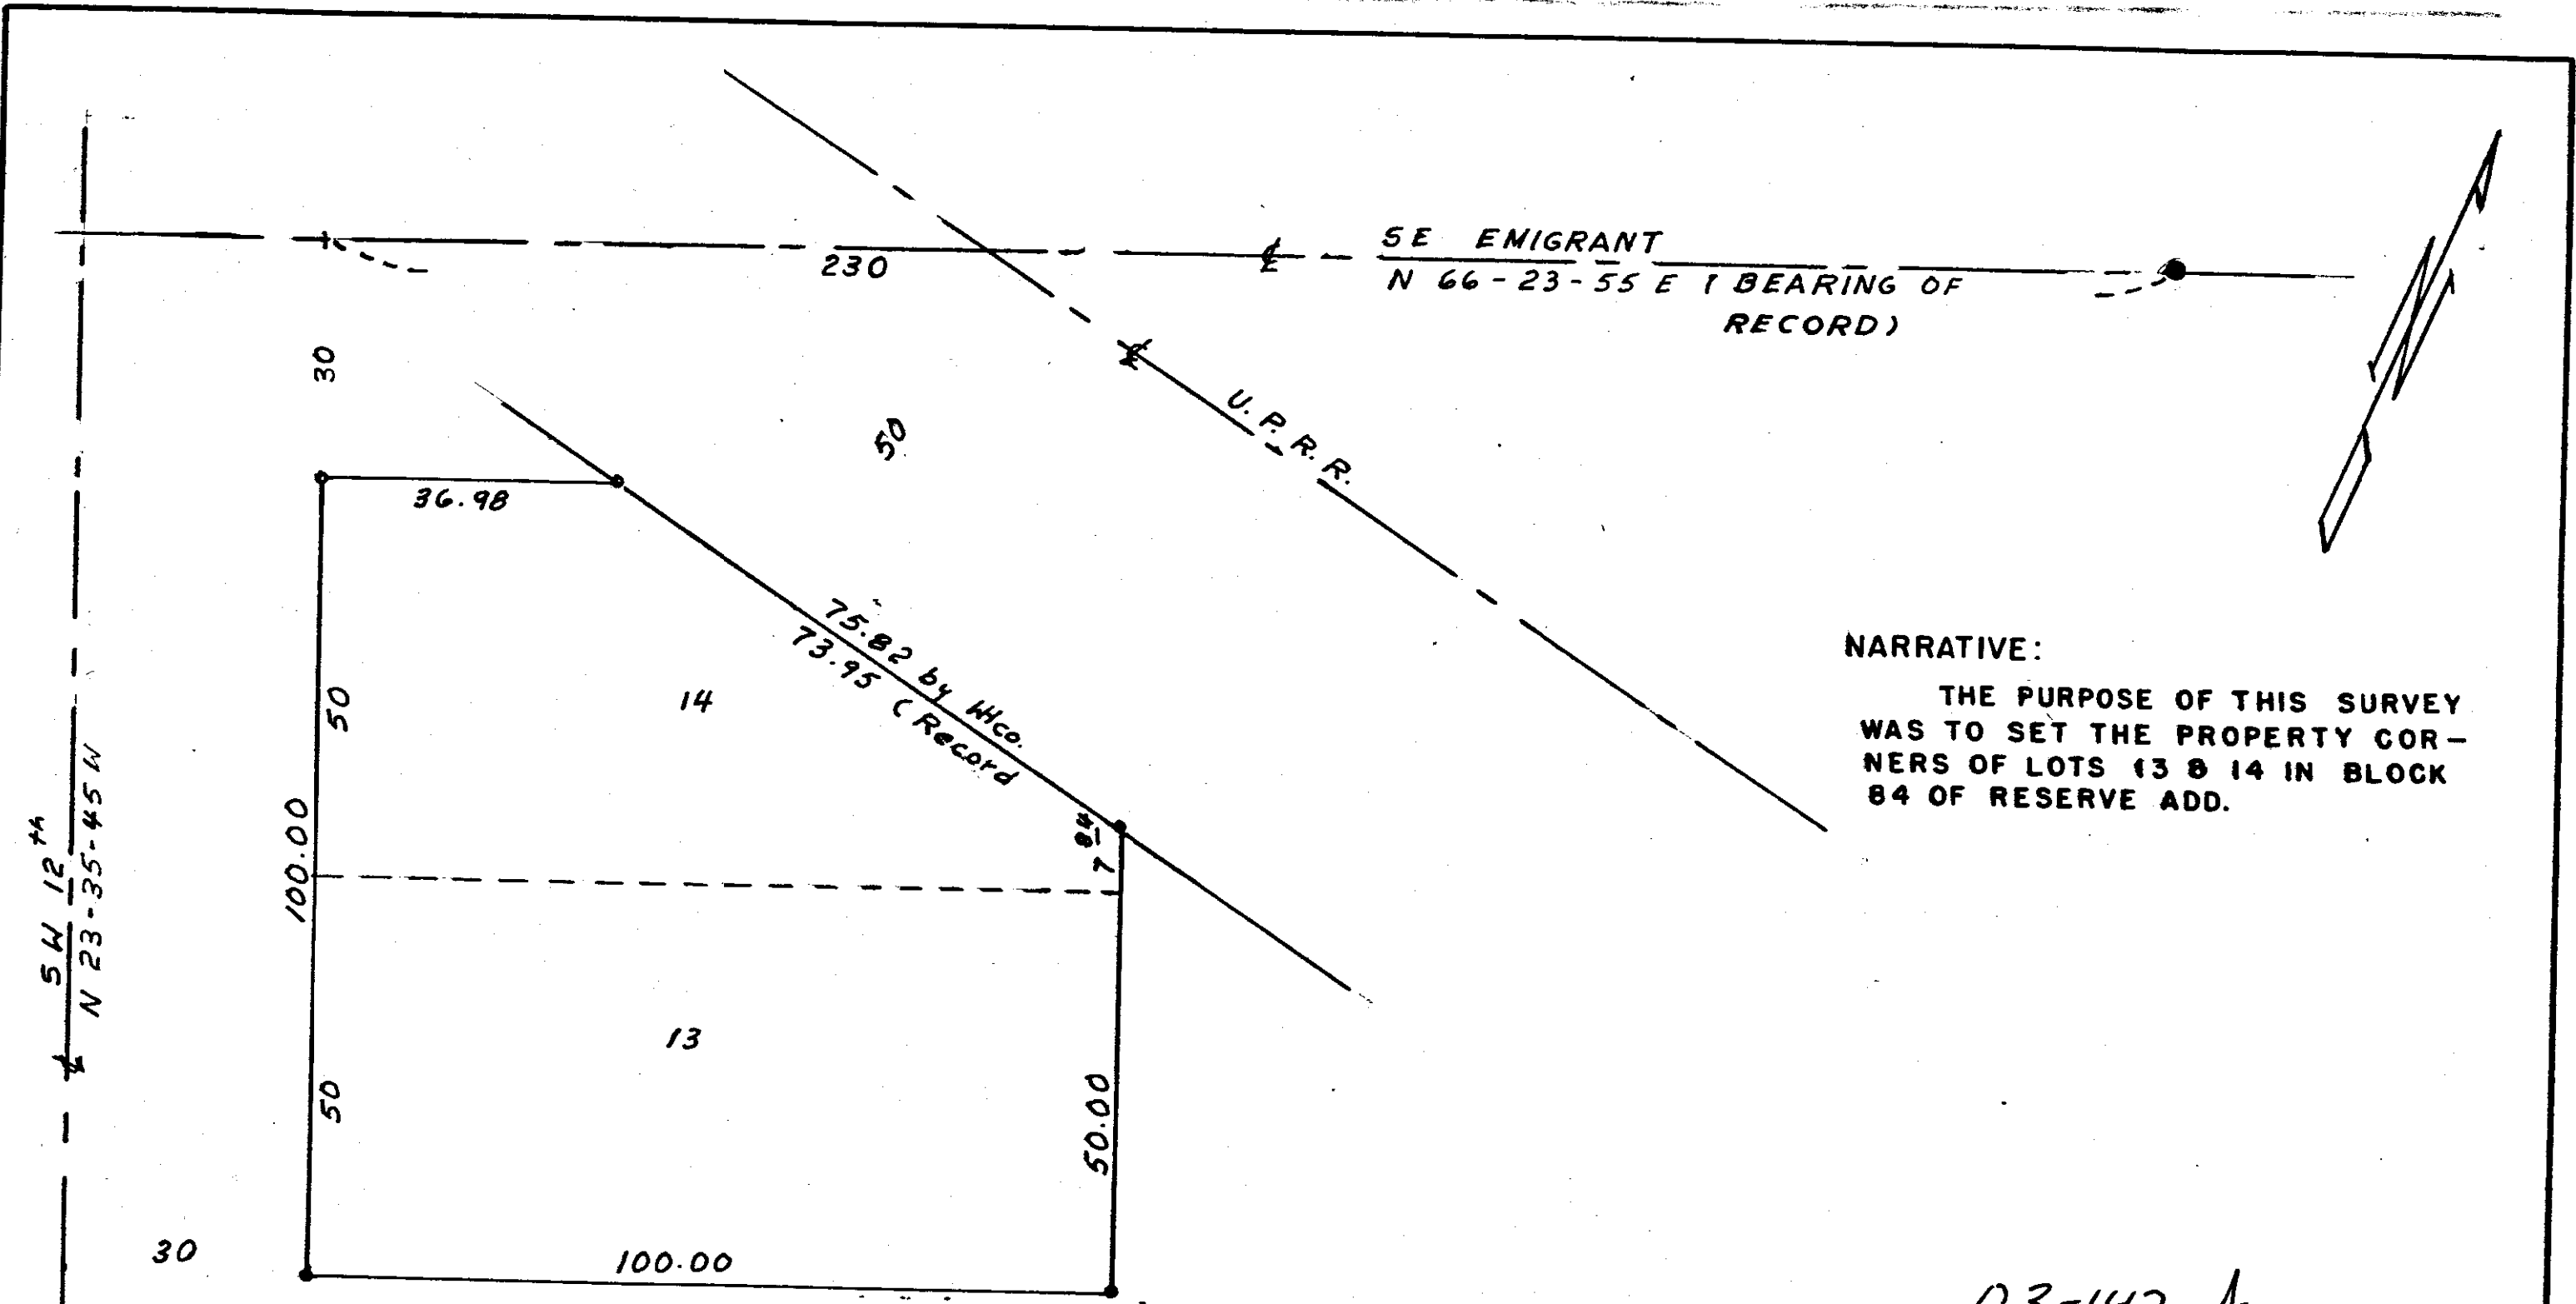 SE EMIGRANT
230
N 66-23-55 E ( BEARING OF
RECORD)
30
U.P.R.R.
50
36.98
75.82 by WHco.
73.95 (Record
NARRATIVE:
THE PURPOSE OF THIS SURVEY
WAS TO SET THE PROPERTY COR-
NERS OF LOTS 13 & 14 IN BLOCK
84 OF RESERVE ADD.
50
14
7 84
100.00
SW 12th
N 23-35-45 W
13
50
50.00
30
100.00